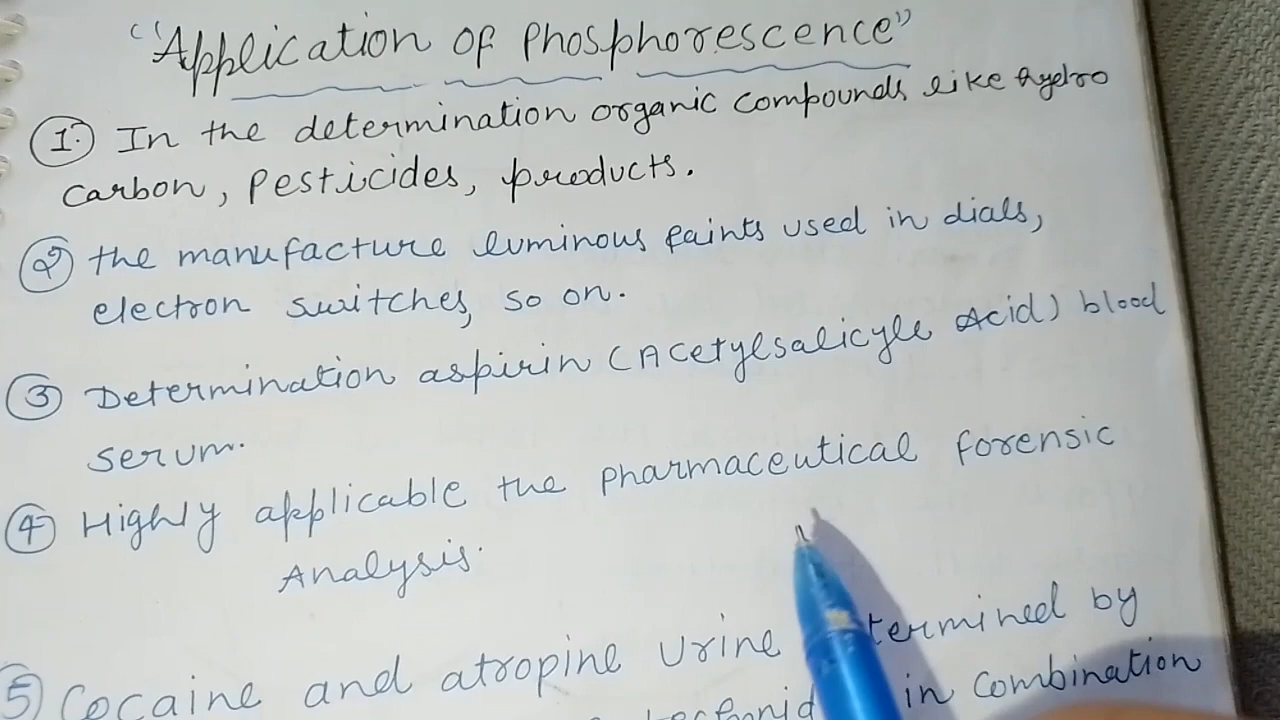 "Application of Phosphorescence"
1. In the determination organic compounds like hydro
carbon, pesticides, products.
2 the manufacture luminous paints used in dials,
electron switches, so on.
3 Determination aspirin (Acetylsalicyle Acid) blood
serum.
4 Highly applicable the pharmaceutical forensic
Analysis.
5) Cocaine and atropine urine termined by
in combination